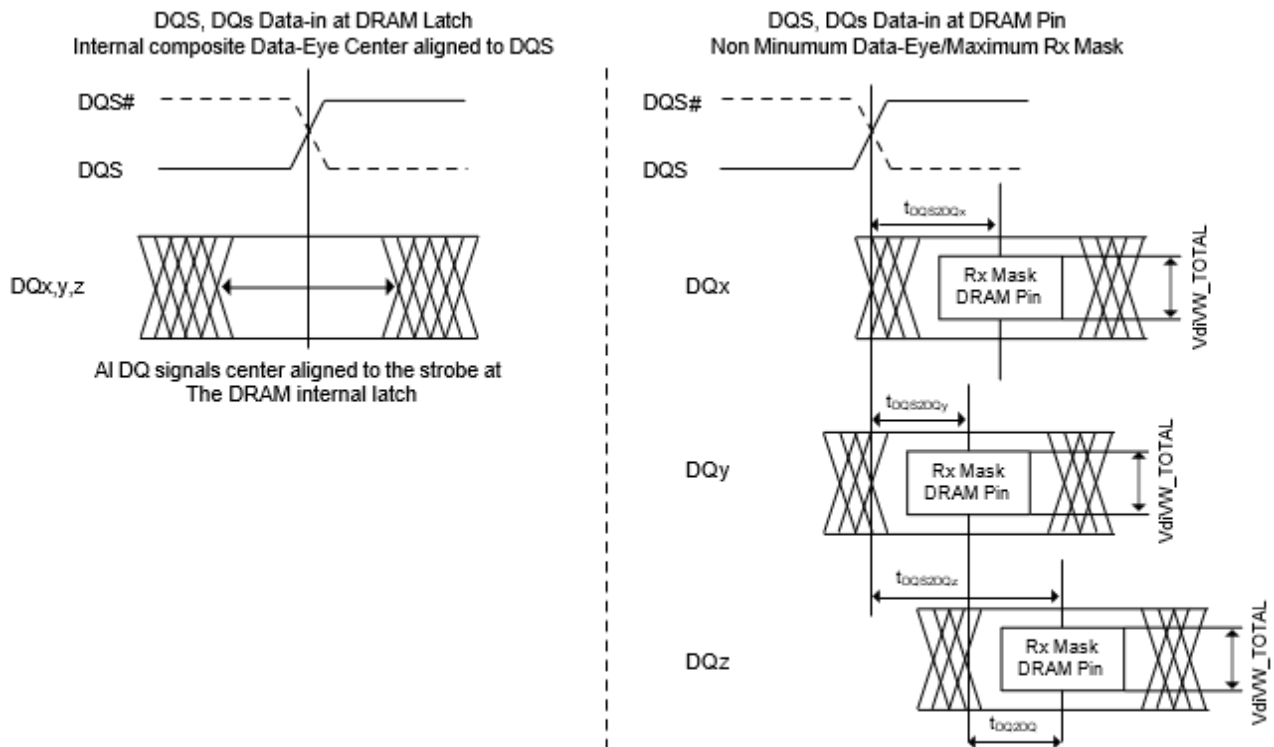 DQS, DQs Data-in at DRAM Latch
Internal composite Data-Eye Center aligned to DQS
DQS#
DQS
DQx,y,z
Al DQ signals center aligned to the strobe at
The DRAM internal latch
DQS, DQs Data-in at DRAM Pin
Non Minumum Data-Eye/Maximum Rx Mask
DQS#
DQS
tDQS2DQx
DQx
Rx Mask
DRAM Pin
VdiVW_TOTAL
tDQS2DQy
DQy
Rx Mask
DRAM Pin
VdiVW_TOTAL
tDQS2DQz
DQz
Rx Mask
DRAM Pin
VdiVW_TOTAL
tDQ2DQ